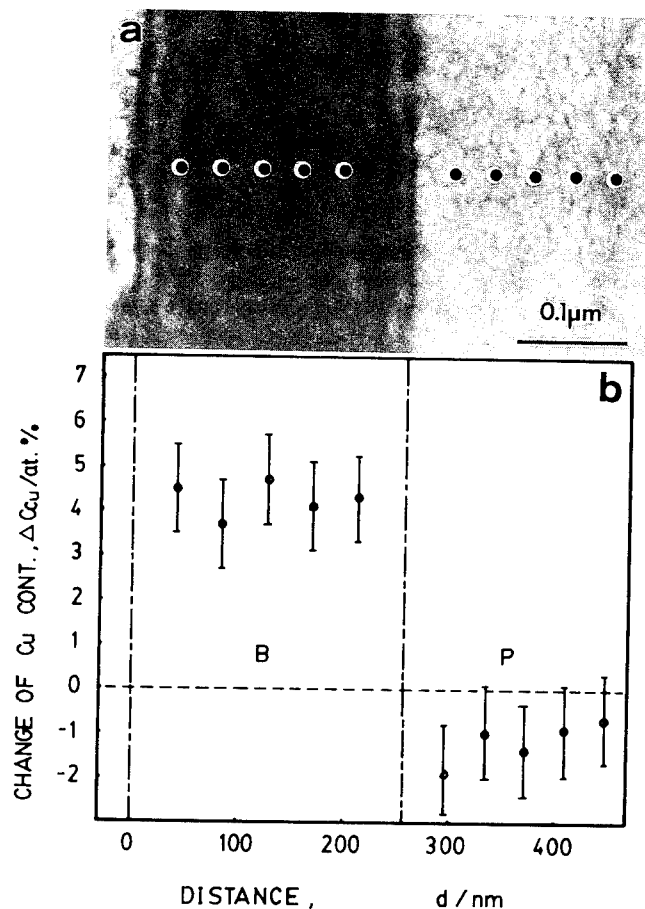 a
0.1μm
b
7
6
5
4
3
2
1
0
-1
-2
CHANGE OF Cu CONT., ΔCcu/at.%
B
P
0 100 200 300 400
DISTANCE, d/nm